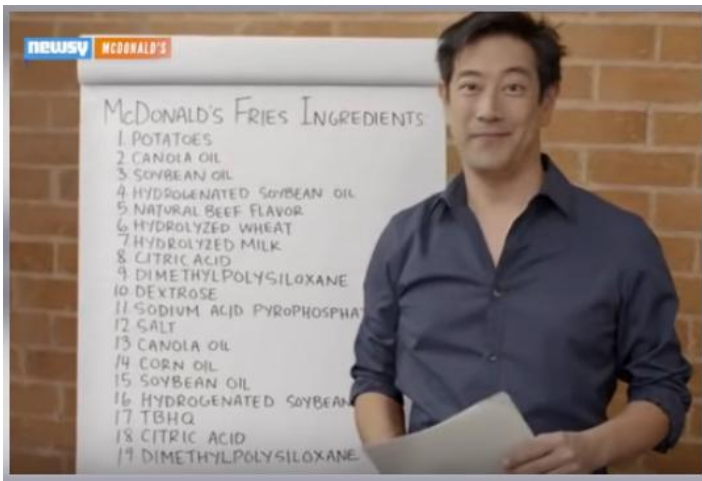 newsy McDONALD'S
McDONALD'S FRIES INGREDIENTS
1. POTATOES
2 CANOLA OIL
3. SOYBEAN OIL
4. HYDROGENATED SOYBEAN OIL
5 NATURAL BEEF FLAVOR
6 HYDROLYZED WHEAT
7 HYDROLYZED MILK
8 CITRIC ACID
9. DIMETHYLPOLYSILOXANE
10 DEXTROSE
11 SODIUM ACID PYROPHOSPHA
12 SALT
13 CANOLA OIL
14 CORN OIL
15 SOYBEAN OIL
16 HYDROGENATED SOYBEAN
17 TBHQ
18 CITRIC ACID
19 DIMETHYLPOLYSILOXANE